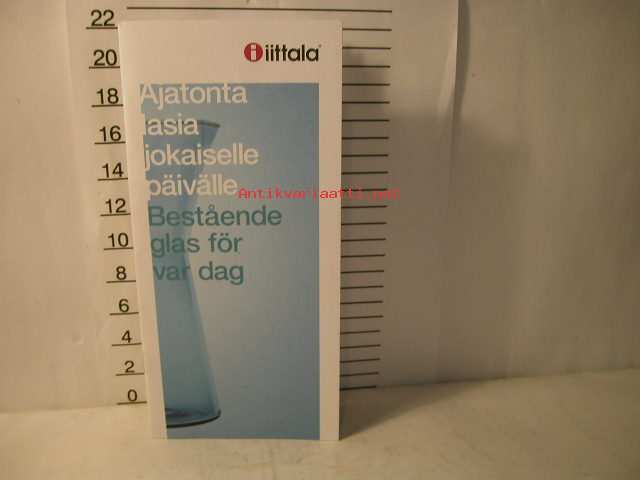 22
20
18
16
14
12
10
8
6
4
2
0
i iittala
Ajatonta
lasia
jokaiselle
päivälle
Antikvariaatti.net
Bestående
glas för
var dag